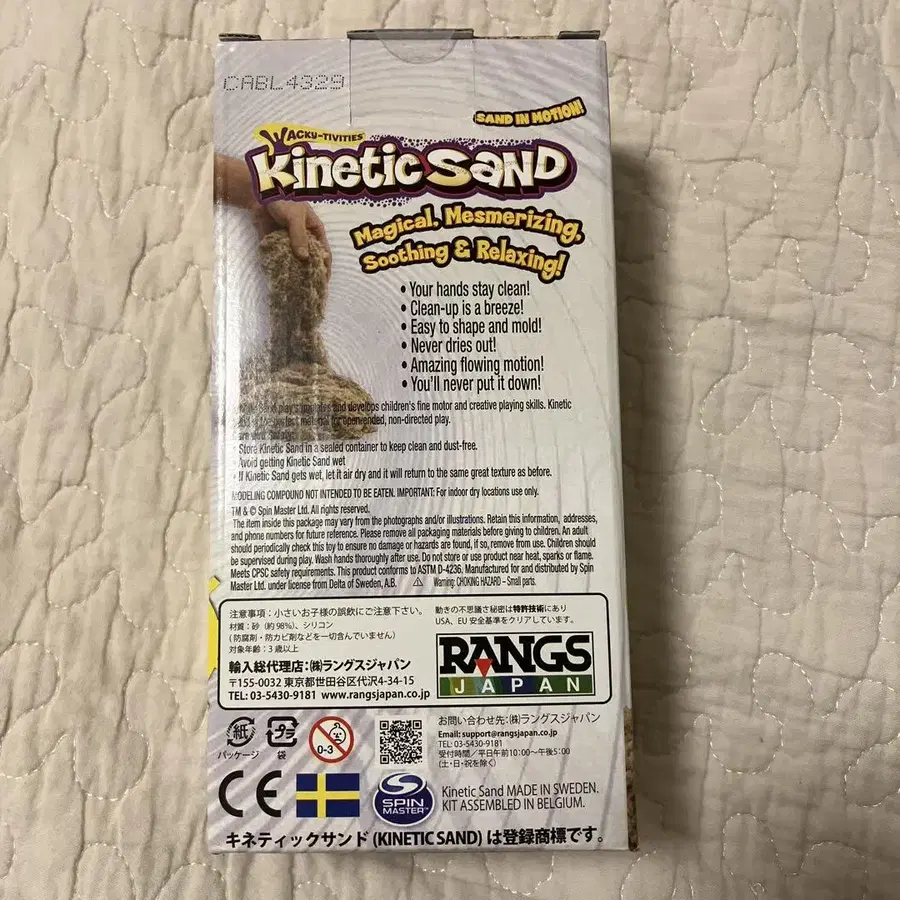 CABL4329
SAND IN MOTION!
WACKY-TIVITIES
Kinetic SAND
Magical, Mesmerizing,
Soothing & Relaxing!
• Your hands stay clean!
• Clean-up is a breeze!
• Easy to shape and mold!
• Never dries out!
• Amazing flowing motion!
• You'll never put it down!
and develops children's fine motor and creative playing skills. Kinetic
material for open-ended, non-directed play.
Store Kinetic Sand in a sealed container to keep clean and dust-free.
Avoid getting Kinetic Sand wet
• If Kinetic Sand gets wet, let it air dry and it will return to the same great texture as before.
MODELING COMPOUND NOT INTENDED TO BE EATEN. IMPORTANT: For indoor dry locations use only.
TM & © Spin Master Ltd. All rights reserved.
The item inside this package may vary from the photographs and/or illustrations. Retain this information, addresses,
and phone numbers for future reference. Please remove all packaging materials before giving to children. An adult
should periodically check this toy to ensure no damage or hazards are found, if so, remove from use. Children should
be supervised during play. Wash hands thoroughly after use. Do not store or use product near heat, sparks or flame.
Meets CPSC safety requirements. This product conforms to ASTM D-4236. Manufactured for and distributed by Spin
Master Ltd. under license from Delta of Sweden, A.B. ⚠ Warning: CHOKING HAZARD – Small parts.
注意事項：小さいお子様の誤飲にご注意下さい。
材質：砂（約98%）、シリコン
（防腐剤・防カビ剤などを一切含んでいません）
対象年齢：3歳以上
輸入総代理店：㈱ラングスジャパン
〒155-0032 東京都世田谷区代沢4-34-15
TEL: 03-5430-9181 www.rangsjapan.co.jp
動きの不思議さ秘密は特許技術にあり
USA、EU 安全基準をクリアしています。
RANGS
JAPAN
紙
パッケージ
プラ
袋
0-3
お問い合わせ先：㈱ラングスジャパン
Email: support@rangsjapan.co.jp
TEL: 03-5430-9181
受付時間／平日午前10:00～午後5:00
（土・日・祝を除く）
CE
SPIN
MASTER
Kinetic Sand MADE IN SWEDEN.
KIT ASSEMBLED IN BELGIUM.
キネティックサンド (KINETIC SAND) は登録商標です。